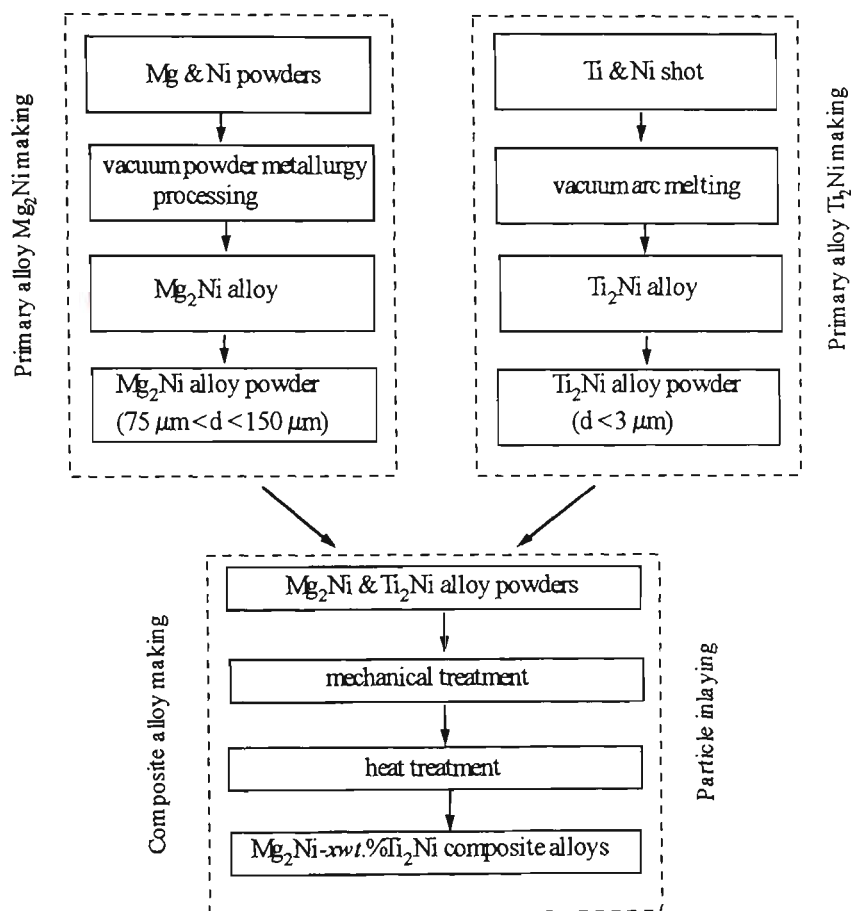 Primary alloy Mg₂Ni making
Mg & Ni powders
vacuum powder metallurgy
processing
Mg₂Ni alloy
Mg₂Ni alloy powder
(75 μm < d < 150 μm)
Ti & Ni shot
vacuum arc melting
Ti₂Ni alloy
Ti₂Ni alloy powder
(d < 3 μm)
Primary alloy Ti₂Ni making
Composite alloy making
Mg₂Ni & Ti₂Ni alloy powders
mechanical treatment
heat treatment
Mg₂Ni-xwt.%Ti₂Ni composite alloys
Particle inlaying